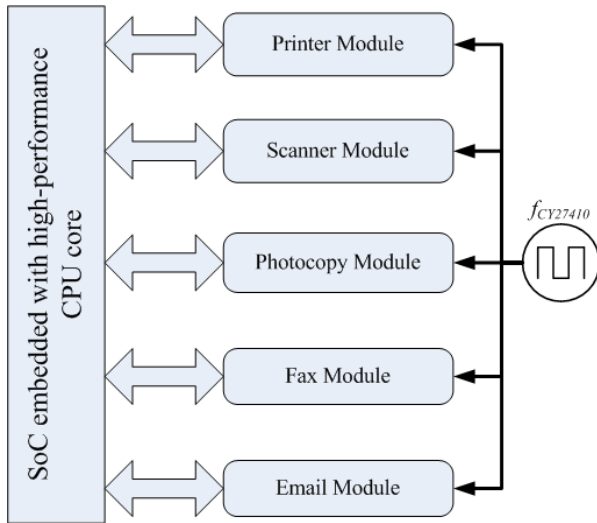 SoC embedded with high-performance
CPU core
Printer Module
Scanner Module
Photocopy Module
Fax Module
Email Module
fCY27410